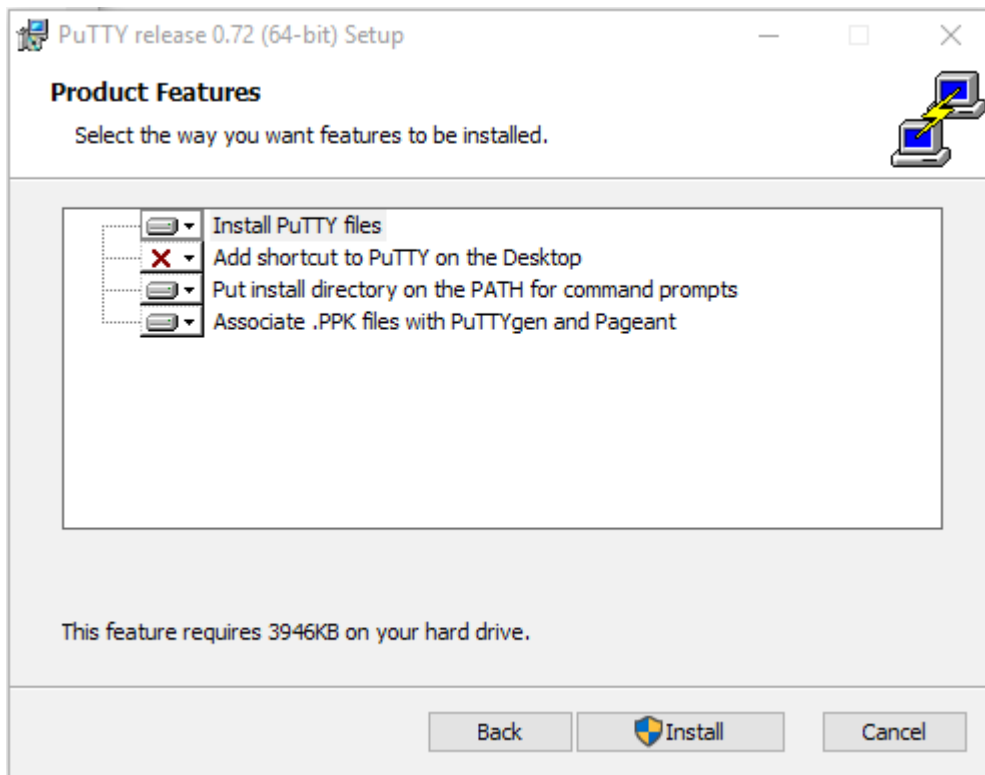 PuTTY release 0.72 (64-bit) Setup
Product Features
Select the way you want features to be installed.
Install PuTTY files
Add shortcut to PuTTY on the Desktop
Put install directory on the PATH for command prompts
Associate .PPK files with PuTTYgen and Pageant
This feature requires 3946KB on your hard drive.
Back Install Cancel